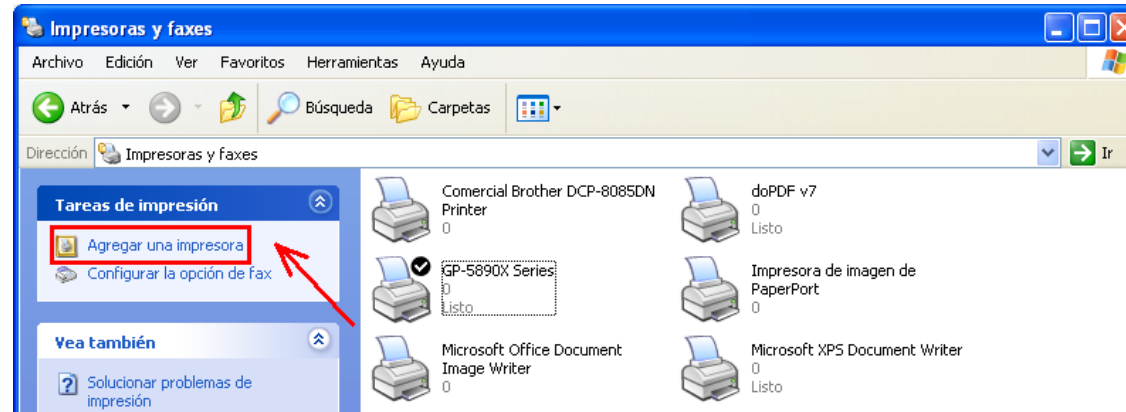 Impresoras y faxes
Archivo Edición Ver Favoritos Herramientas Ayuda
Atrás Búsqueda Carpetas
Dirección Impresoras y faxes Ir
Tareas de impresión
Agregar una impresora
Configurar la opción de fax
Vea también
Solucionar problemas de
impresión
Comercial Brother DCP-8085DN
Printer
0
doPDF v7
0
Listo
GP-5890X Series
0
Listo
Impresora de imagen de
PaperPort
0
Microsoft Office Document
Image Writer
0
Microsoft XPS Document Writer
0
Listo